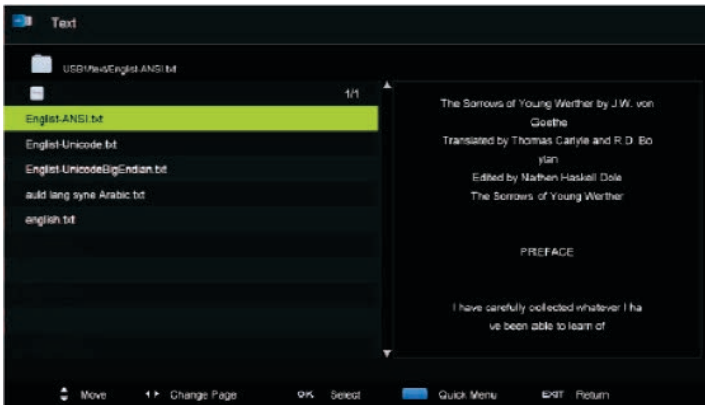 Text
USB1/text/Englist-ANSI.txt
1/1
Englist-ANSI.txt
Englist-Unicode.txt
Englist-UnicodeBigEndian.txt
auld lang syne Arabic.txt
english.txt
The Sorrows of Young Werther by J.W. von
Goethe
Translated by Thomas Carlyle and R.D. Bo
ylan
Edited by Nathen Haskell Dole
The Sorrows of Young Werther
PREFACE
I have carefully collected whatever I ha
ve been able to learn of
Move
Change Page
OK Select
Quick Menu
EXIT Return